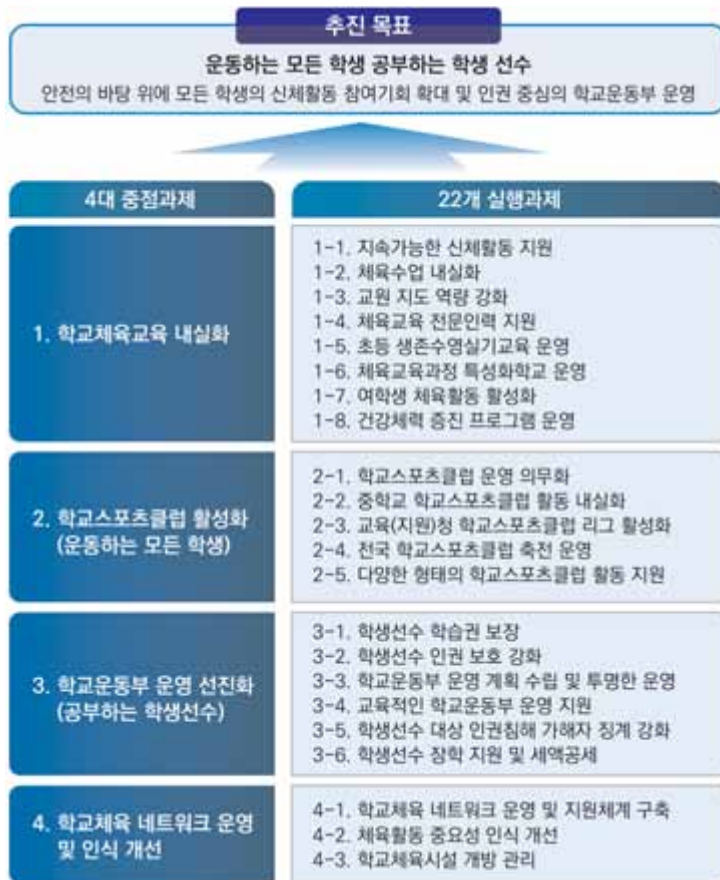 추진 목표
운동하는 모든 학생 공부하는 학생 선수
안전의 바탕 위에 모든 학생의 신체활동 참여기회 확대 및 인권 중심의 학교운동부 운영
4대 중점과제
22개 실행과제
1. 학교체육교육 내실화
1-1. 지속가능한 신체활동 지원
1-2. 체육수업 내실화
1-3. 교원 지도 역량 강화
1-4. 체육교육 전문인력 지원
1-5. 초등 생존수영실기교육 운영
1-6. 체육교육과정 특성화학교 운영
1-7. 여학생 체육활동 활성화
1-8. 건강체력 증진 프로그램 운영
2. 학교스포츠클럽 활성화
(운동하는 모든 학생)
2-1. 학교스포츠클럽 운영 의무화
2-2. 중학교 학교스포츠클럽 활동 내실화
2-3. 교육(지원)청 학교스포츠클럽 리그 활성화
2-4. 전국 학교스포츠클럽 축전 운영
2-5. 다양한 형태의 학교스포츠클럽 활동 지원
3. 학교운동부 운영 선진화
(공부하는 학생선수)
3-1. 학생선수 학습권 보장
3-2. 학생선수 인권 보호 강화
3-3. 학교운동부 운영 계획 수립 및 투명한 운영
3-4. 교육적인 학교운동부 운영 지원
3-5. 학생선수 대상 인권침해 가해자 징계 강화
3-6. 학생선수 장학 지원 및 세액공세
4. 학교체육 네트워크 운영
및 인식 개선
4-1. 학교체육 네트워크 운영 및 지원체계 구축
4-2. 체육활동 중요성 인식 개선
4-3. 학교체육시설 개방 관리